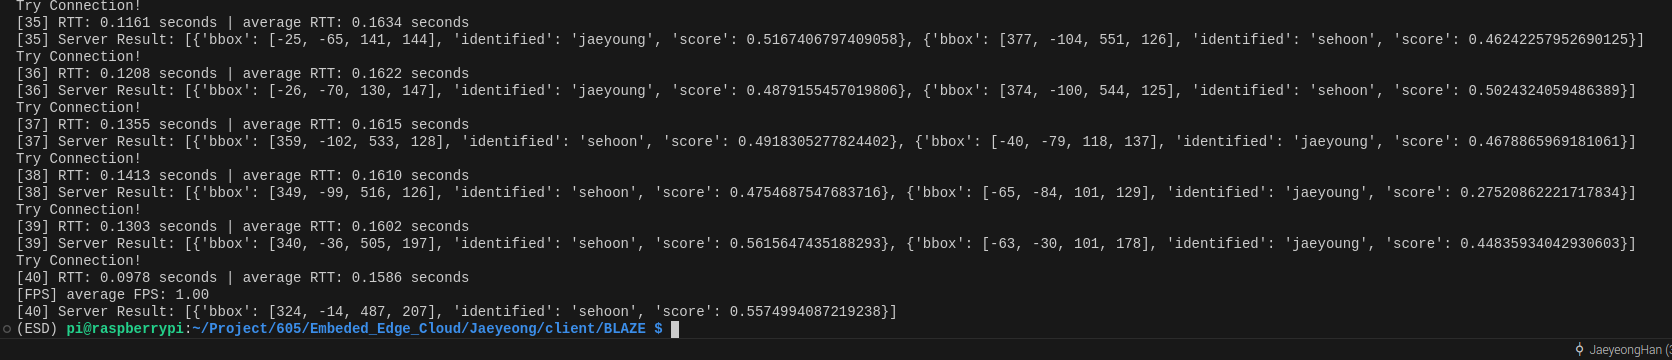 Try Connection!
[35] RTT: 0.1161 seconds | average RTT: 0.1634 seconds
[35] Server Result: [{'bbox': [-25, -65, 141, 144], 'identified': 'jaeyoung', 'score': 0.5167406797409058}, {'bbox': [377, -104, 551, 126], 'identified': 'sehoon', 'score': 0.46242257952690125}]
Try Connection!
[36] RTT: 0.1208 seconds | average RTT: 0.1622 seconds
[36] Server Result: [{'bbox': [-26, -70, 130, 147], 'identified': 'jaeyoung', 'score': 0.4879155457019806}, {'bbox': [374, -100, 544, 125], 'identified': 'sehoon', 'score': 0.5024324059486389}]
Try Connection!
[37] RTT: 0.1355 seconds | average RTT: 0.1615 seconds
[37] Server Result: [{'bbox': [359, -102, 533, 128], 'identified': 'sehoon', 'score': 0.4918305277824402}, {'bbox': [-40, -79, 118, 137], 'identified': 'jaeyoung', 'score': 0.4678865969181061}]
Try Connection!
[38] RTT: 0.1413 seconds | average RTT: 0.1610 seconds
[38] Server Result: [{'bbox': [349, -99, 516, 126], 'identified': 'sehoon', 'score': 0.4754687547683716}, {'bbox': [-65, -84, 101, 129], 'identified': 'jaeyoung', 'score': 0.27520862221717834}]
Try Connection!
[39] RTT: 0.1303 seconds | average RTT: 0.1602 seconds
[39] Server Result: [{'bbox': [340, -36, 505, 197], 'identified': 'sehoon', 'score': 0.5615647435188293}, {'bbox': [-63, -30, 101, 178], 'identified': 'jaeyoung', 'score': 0.44835934042930603}]
Try Connection!
[40] RTT: 0.0978 seconds | average RTT: 0.1586 seconds
[FPS] average FPS: 1.00
[40] Server Result: [{'bbox': [324, -14, 487, 207], 'identified': 'sehoon', 'score': 0.5574994087219238}]
(ESD) pi@raspberrypi:~/Project/605/Embeded_Edge_Cloud/Jaeyeong/client/BLAZE $
JaeyeongHan (